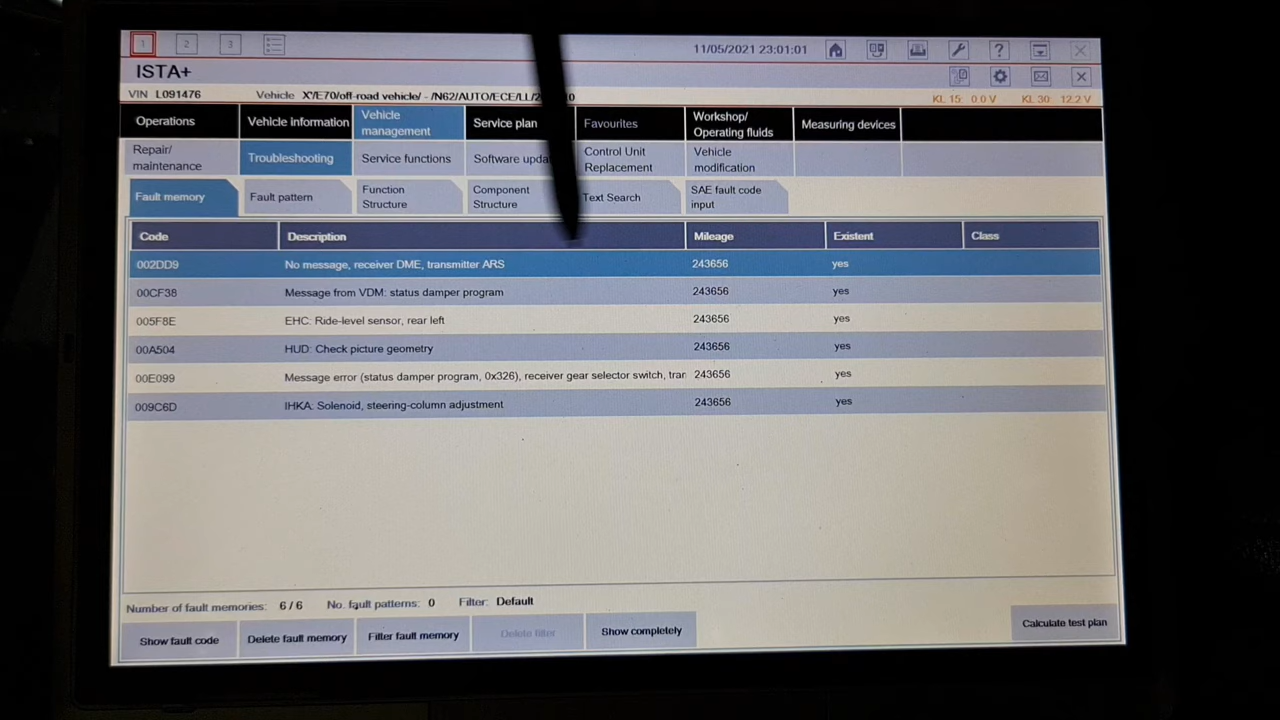 1 2 3 11/05/2021 23:01:01 ?
ISTA+
VIN L091476 Vehicle X'/E70/off-road vehicle/ - /N62/AUTO/ECE/LL/2 0 KL 15: 0.0 V KL 30: 12.2 V
Operations Vehicle information Vehicle management Service plan Favourites Workshop/ Operating fluids Measuring devices
Repair/ maintenance Troubleshooting Service functions Software Control Unit Replacement Vehicle modification
Fault memory Fault pattern Function Structure Component Structure Text Search SAE fault code input
Code Description Mileage Existent Class
002DD9 No message, receiver DME, transmitter ARS 243656 yes
00CF38 Message from VDM: status damper program 243656 yes
005F8E EHC: Ride-level sensor, rear left 243656 yes
00A504 HUD: Check picture geometry 243656 yes
00E099 Message error (status damper program, 0x326), receiver gear selector switch, tran 243656 yes
009C6D IHKA: Solenoid, steering-column adjustment 243656 yes
Number of fault memories: 6 / 6 No. fault patterns: 0 Filter: Default
Show fault code Delete fault memory Filter fault memory Delete filter Show completely Calculate test plan